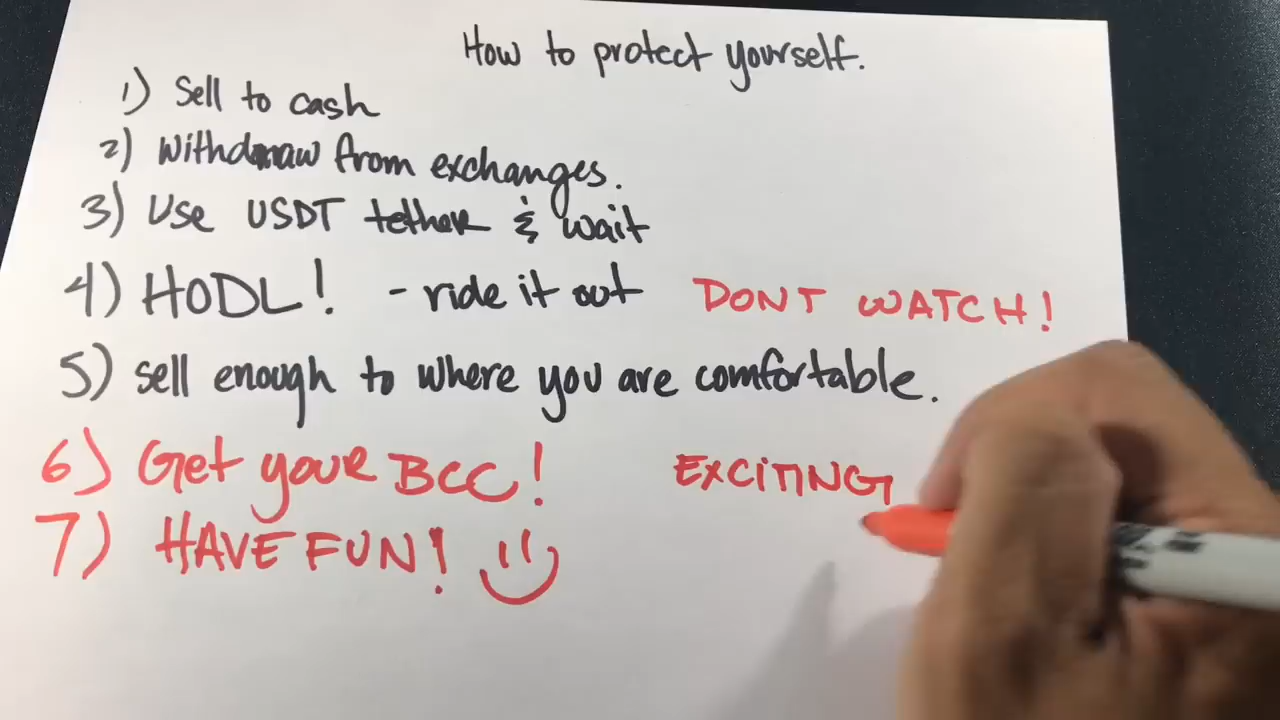 How to protect yourself.
1) Sell to cash
2) Withdraw from exchanges.
3) Use USDT tether & wait
4) HODL! - ride it out DONT WATCH!
5) sell enough to where you are comfortable.
6) Get your BCC! EXCITING
7) HAVE FUN!